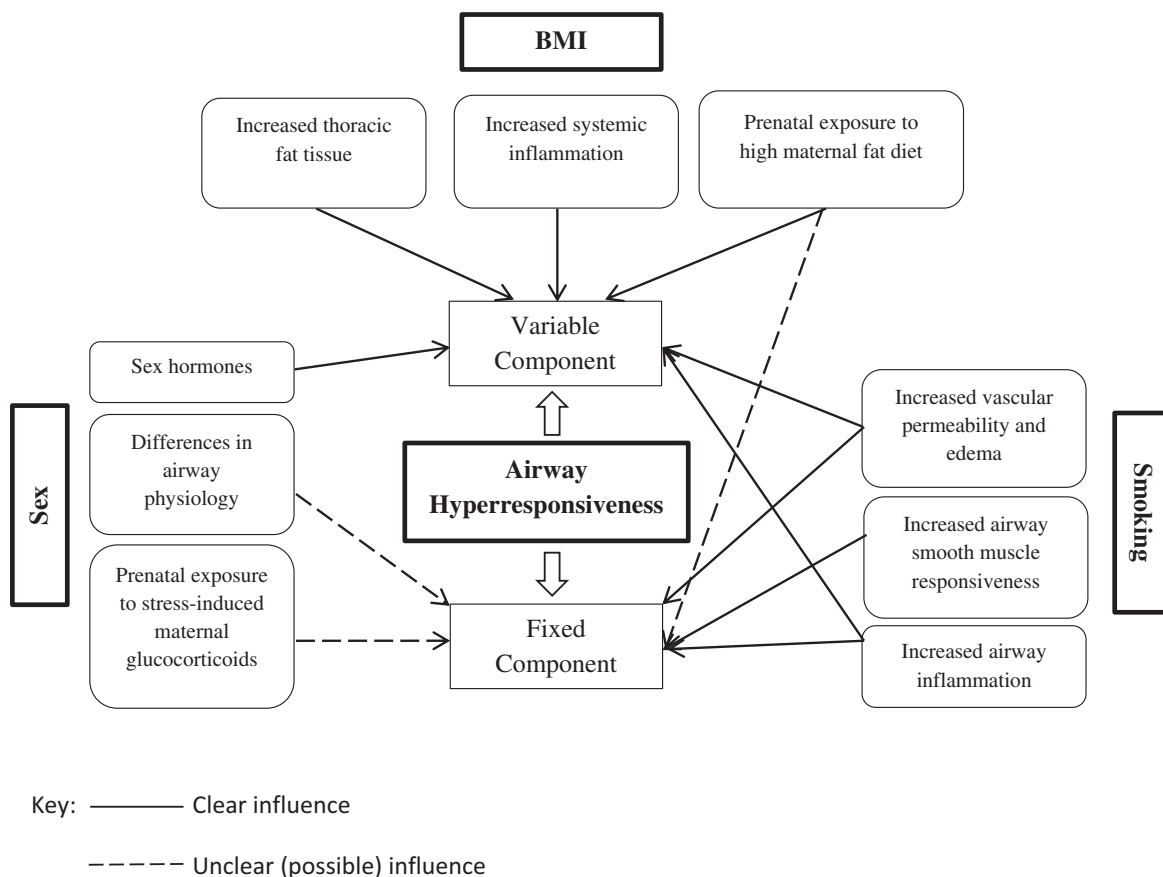 BMI
Increased thoracic
fat tissue
Increased systemic
inflammation
Prenatal exposure to
high maternal fat diet
Variable
Component
Sex hormones
Differences in
airway
physiology
Prenatal exposure
to stress-induced
maternal
glucocorticoids
Sex
Airway
Hyperresponsiveness
Fixed
Component
Increased vascular
permeability and
edema
Increased airway
smooth muscle
responsiveness
Increased airway
inflammation
Smoking
Key: Clear influence
Unclear (possible) influence